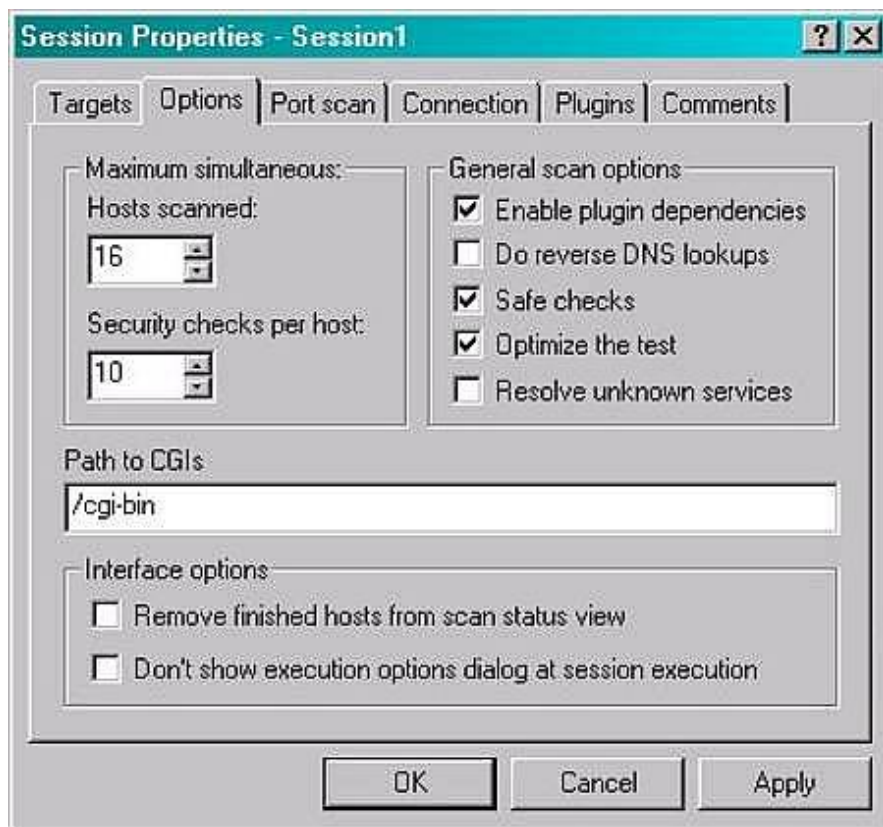 Session Properties - Session1
Targets Options Port scan Connection Plugins Comments
Maximum simultaneous:
Hosts scanned:
16
Security checks per host:
10
General scan options
Enable plugin dependencies
Do reverse DNS lookups
Safe checks
Optimize the test
Resolve unknown services
Path to CGIs
/cgi-bin
Interface options
Remove finished hosts from scan status view
Don't show execution options dialog at session execution
OK Cancel Apply